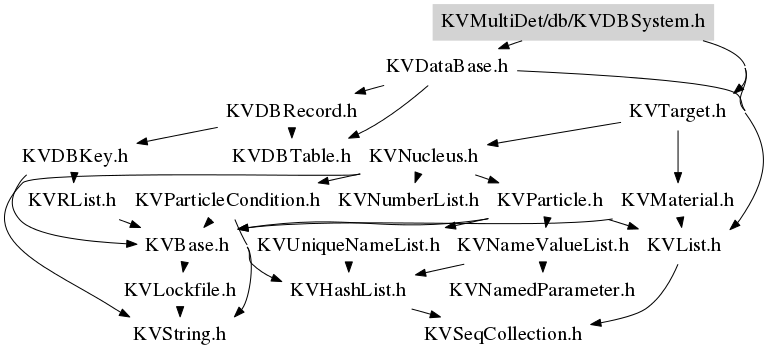 KVMultiDet/db/KVDBSystem.h
KVDataBase.h
KVDBRecord.h
KVTarget.h
KVDBKey.h
KVDBTable.h
KVNucleus.h
KVRList.h
KVParticleCondition.h
KVNumberList.h
KVParticle.h
KVMaterial.h
KVBase.h
KVUniqueNameList.h
KVNameValueList.h
KVList.h
KVLockfile.h
KVHashList.h
KVNamedParameter.h
KVString.h
KVSeqCollection.h